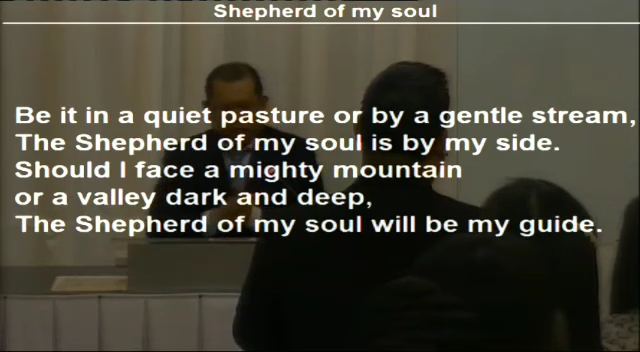 Shepherd of my soul
Be it in a quiet pasture or by a gentle stream,
The Shepherd of my soul is by my side.
Should I face a mighty mountain
or a valley dark and deep,
The Shepherd of my soul will be my guide.